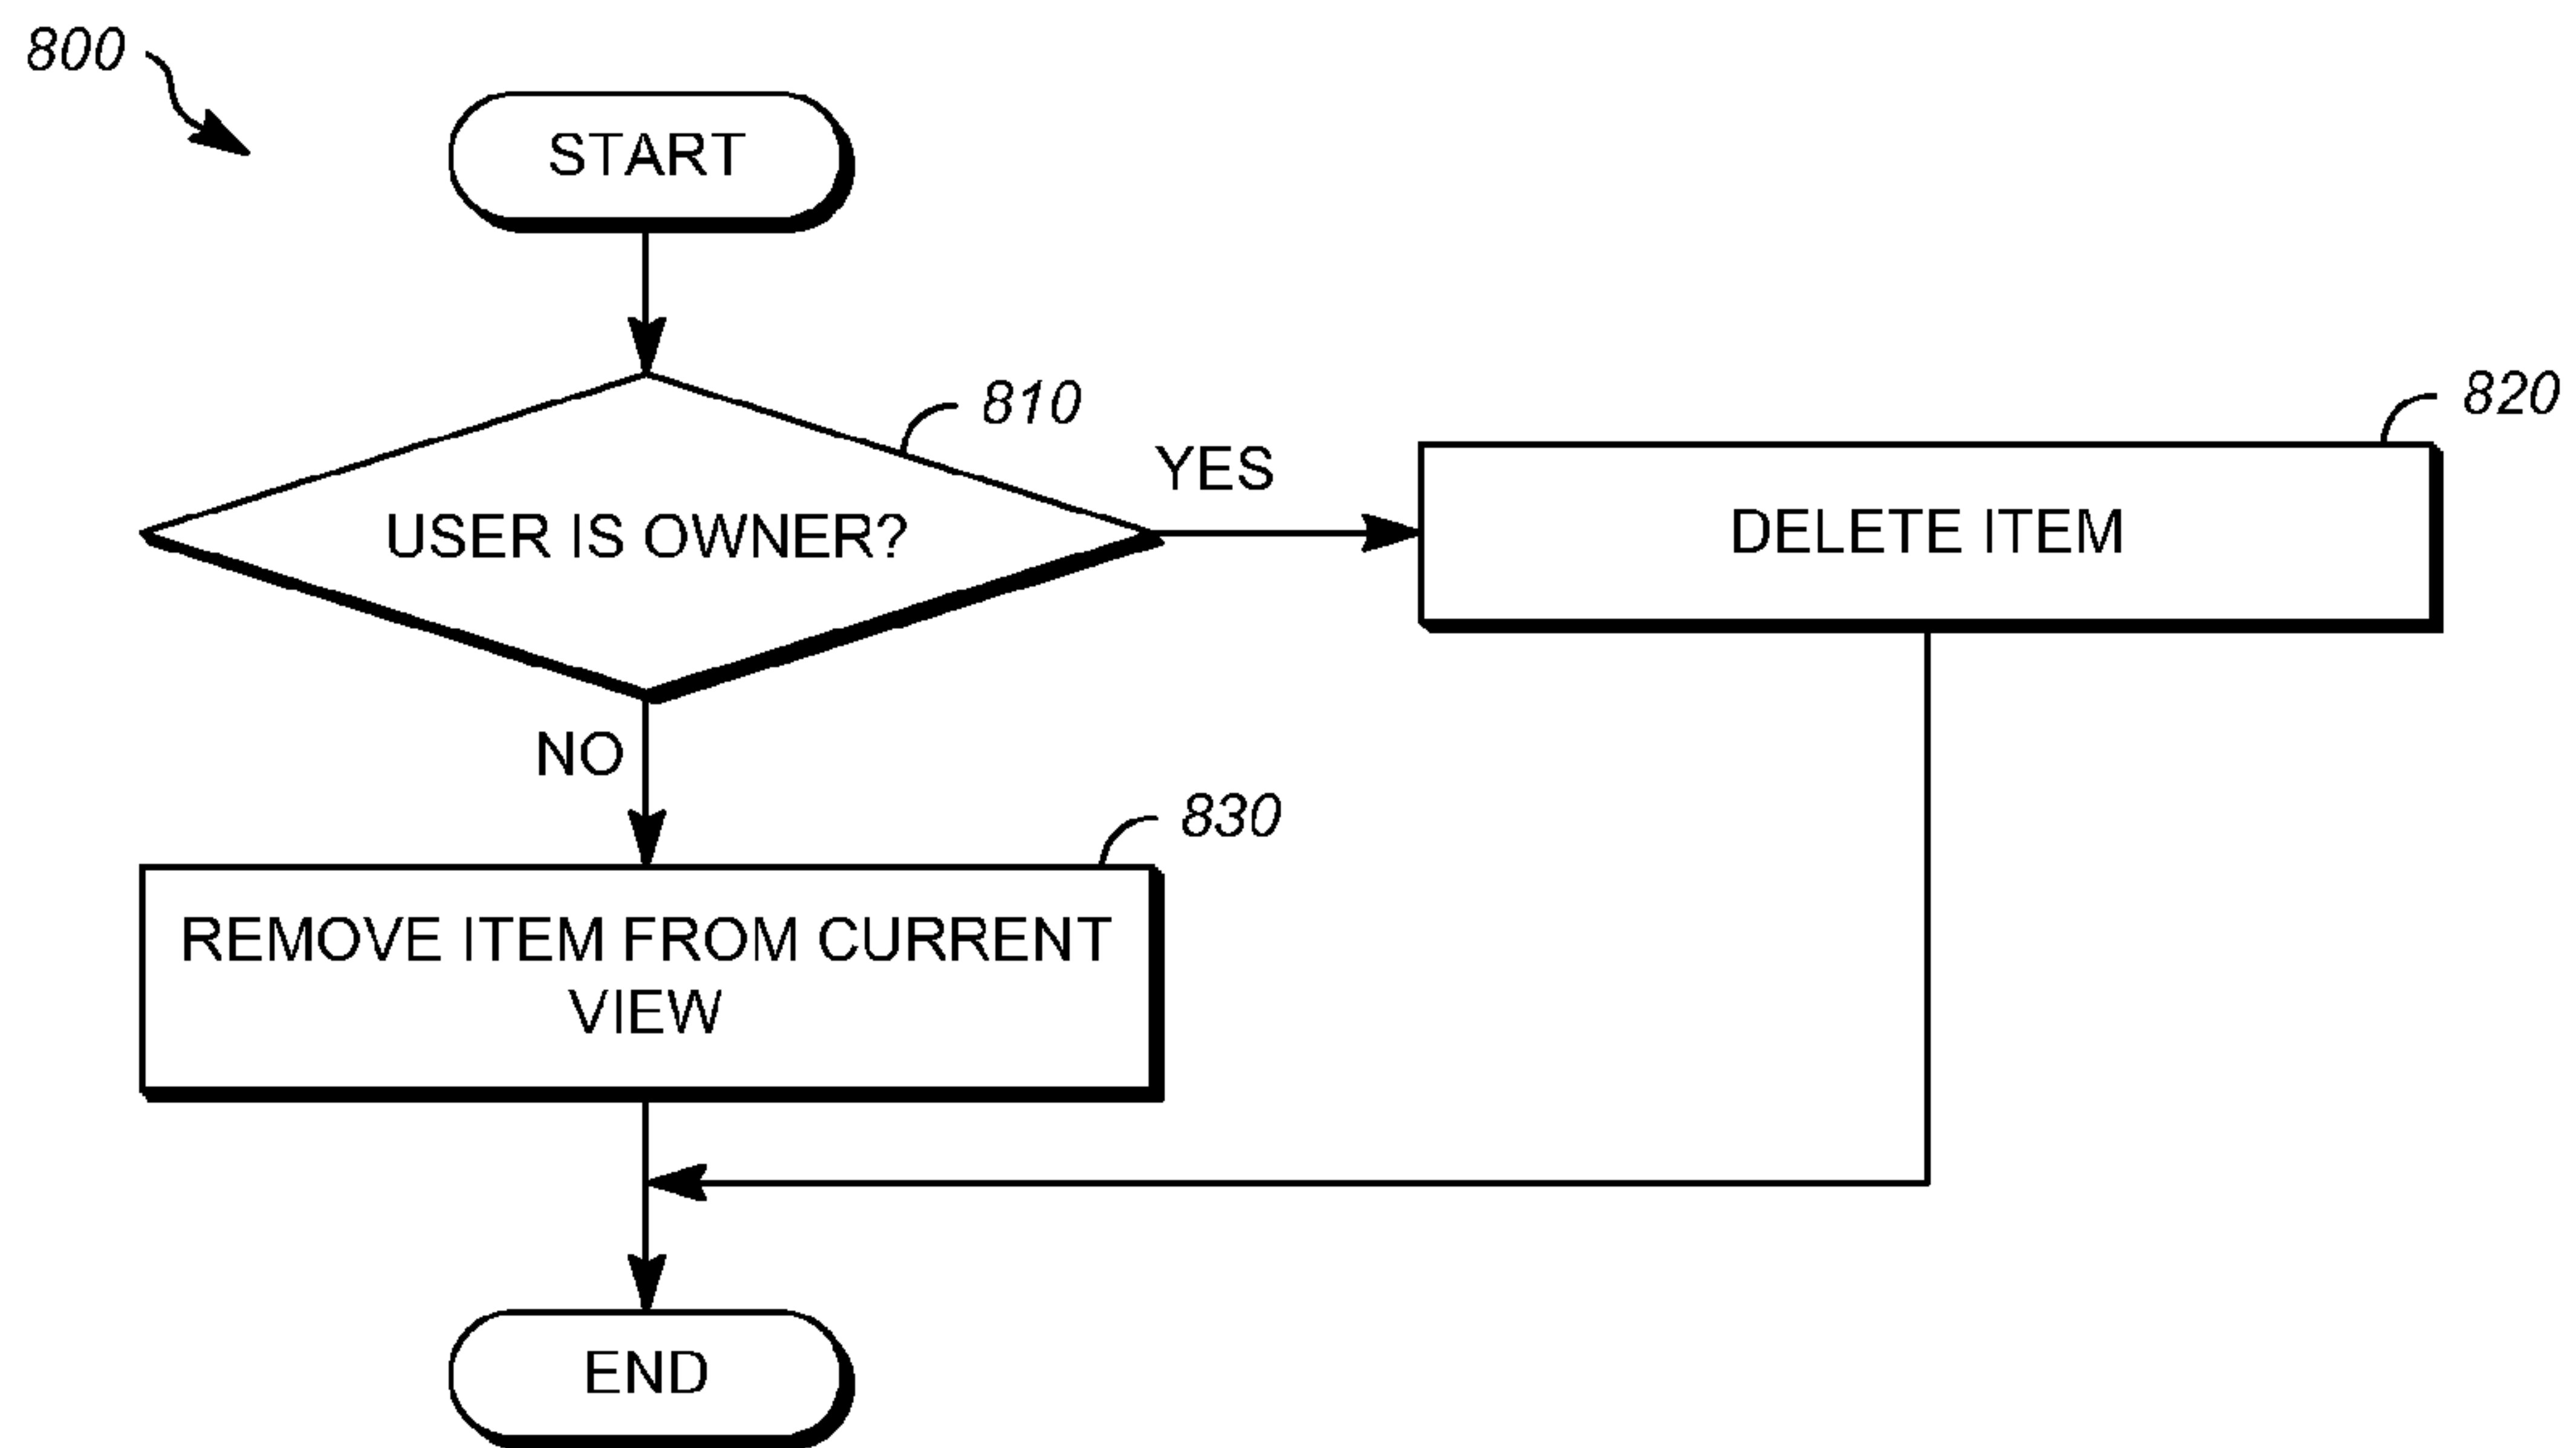 800
START
810
USER IS OWNER?
YES
820
DELETE ITEM
NO
830
REMOVE ITEM FROM CURRENT
VIEW
END